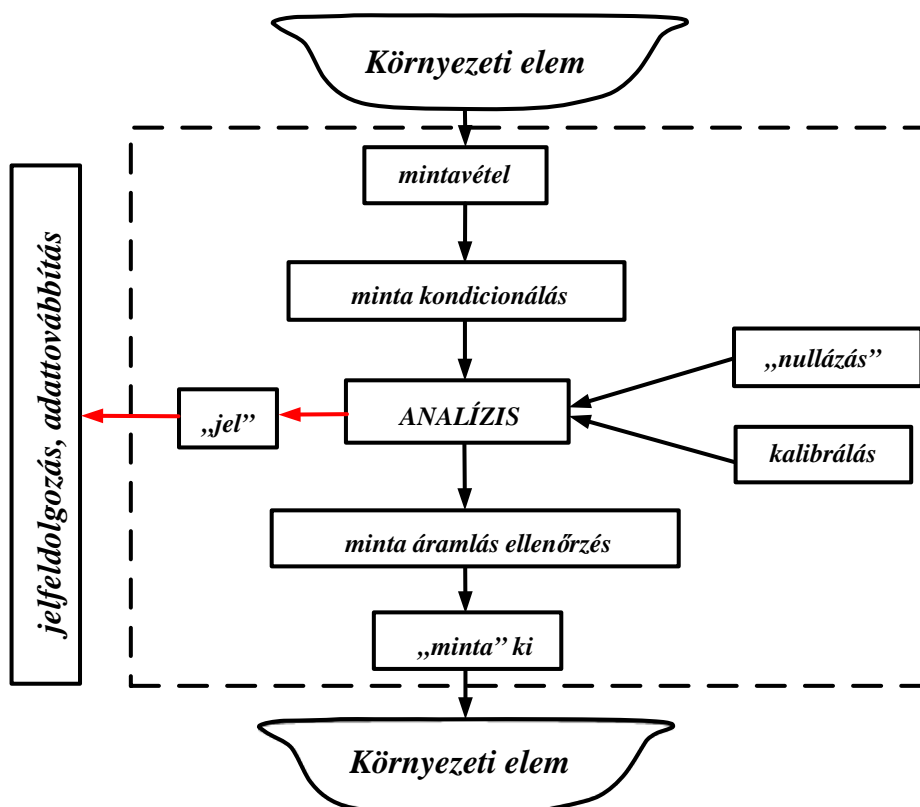 Környezeti elem
mintavétel
minta kondicionálás
„nullázás”
ANALÍZIS
„jel”
kalibrálás
jelfeldolgozás, adattovábbítás
minta áramlás ellenőrzés
„minta” ki
Környezeti elem